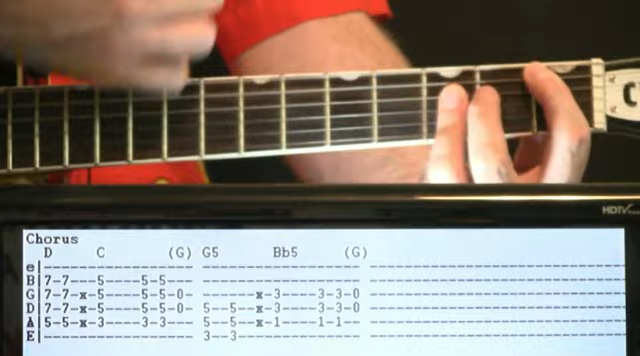 HDTV
Chorus
D C (G) G5 Bb5 (G)
e|------------------- ------------------- ------------------------------
B|7-7----5----5-5---- ------------------- ------------------------------
G|7-7-x-5-----5-5-0- -------x-3----3-3-0 ------------------------------
D|7-7-x-5-----5-5-0- 5--5---x-3----3-3-0 ------------------------------
A|5-5-x-3-----3-3--- 5--5---x-1----1-1-- ------------------------------
E|------------------ 3--3--------------- ------------------------------